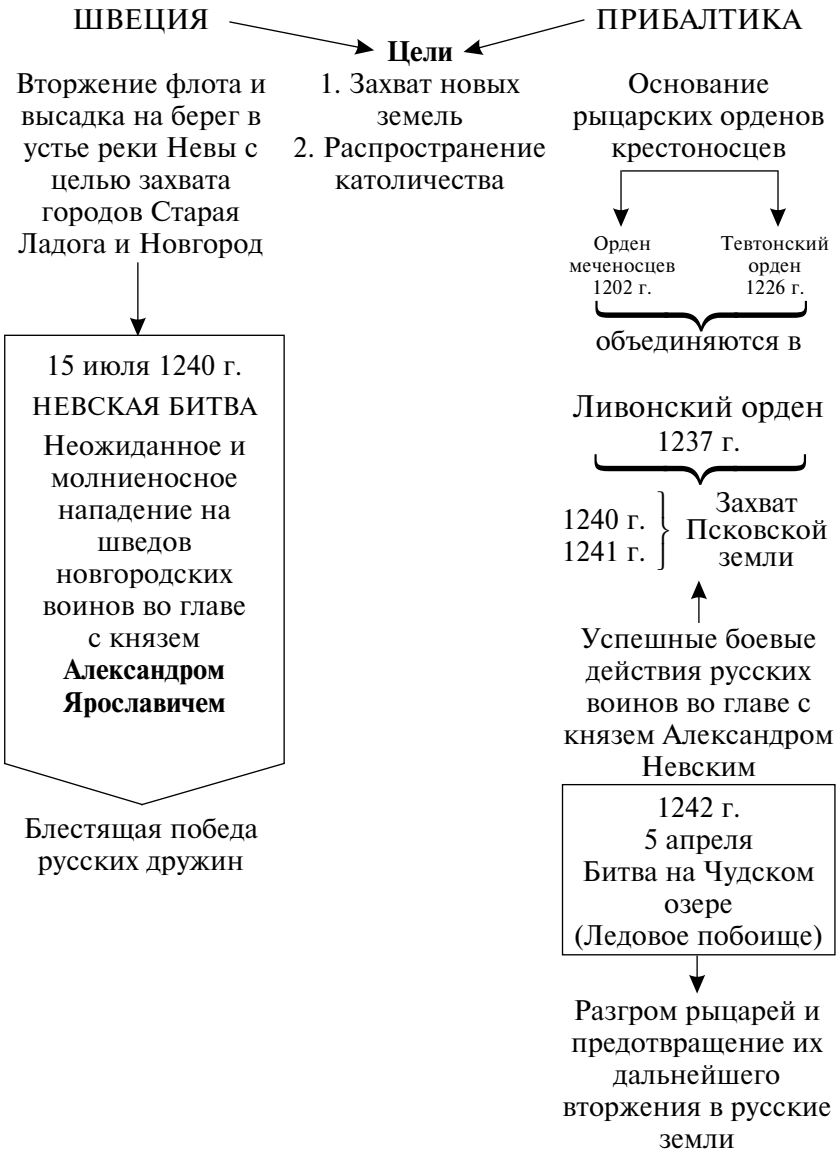 ШВЕЦИЯ
ПРИБАЛТИКА
Цели
1. Захват новых
земель
2. Распространение
католичества
Вторжение флота и
высадка на берег в
устье реки Невы с
целью захвата
городов Старая
Ладога и Новгород
15 июля 1240 г.
НЕВСКАЯ БИТВА
Неожиданное и
молниеносное
нападение на
шведов
новгородских
воинов во главе
с князем
Александром
Ярославичем
Блестящая победа
русских дружин
Основание
рыцарских орденов
крестоносцев
Орден
меченосцев
1202 г.
Тевтонский
орден
1226 г.
объединяются в
Ливонский орден
1237 г.
1240 г.
1241 г.
Захват
Псковской
земли
Успешные боевые
действия русских
воинов во главе с
князем Александром
Невским
1242 г.
5 апреля
Битва на Чудском
озере
(Ледовое побоище)
Разгром рыцарей и
предотвращение их
дальнейшего
вторжения в русские
земли